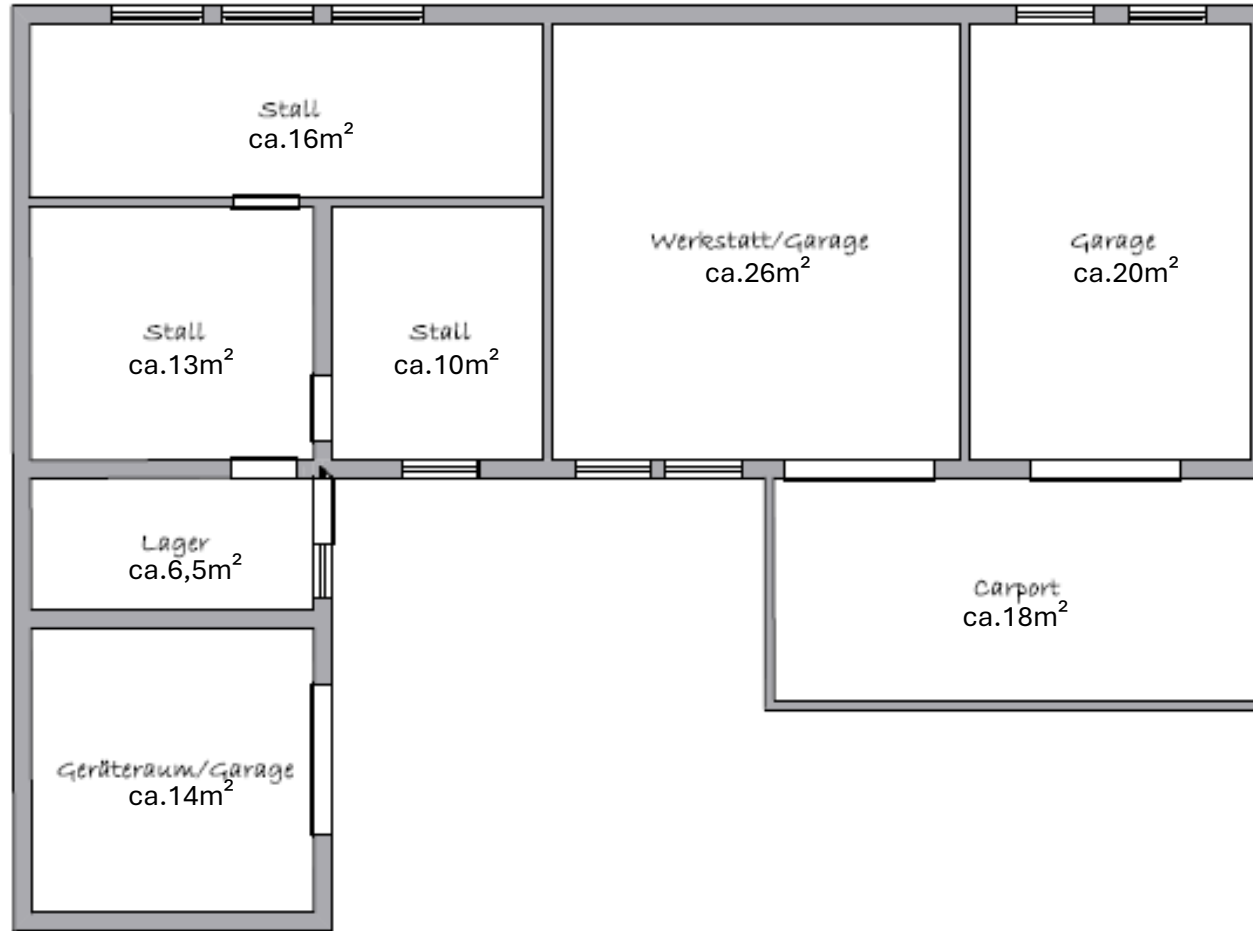 Stall
ca.16m²
Werkstatt/Garage
ca.26m²
Garage
ca.20m²
Stall
ca.13m²
Stall
ca.10m²
Lager
ca.6,5m²
Carport
ca.18m²
Geräteraum/Garage
ca.14m²